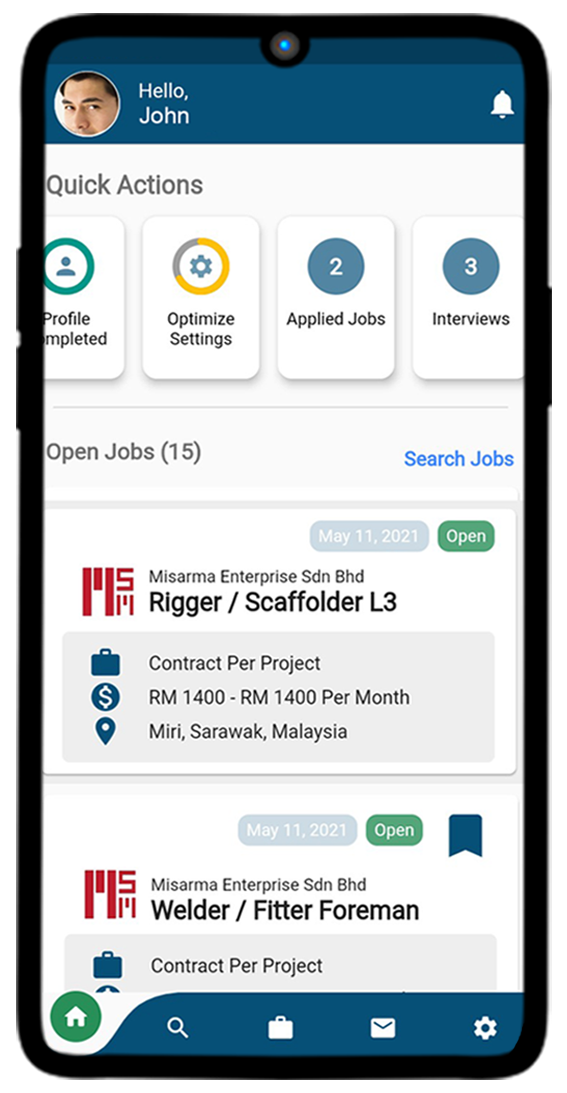 Hello,
John
Quick Actions
Profile
ompleted
Optimize
Settings
2
Applied Jobs
3
Interviews
Open Jobs (15)
Search Jobs
May 11, 2021
Open
Misarma Enterprise Sdn Bhd
Rigger / Scaffolder L3
Contract Per Project
RM 1400 - RM 1400 Per Month
Miri, Sarawak, Malaysia
May 11, 2021
Open
Misarma Enterprise Sdn Bhd
Welder / Fitter Foreman
Contract Per Project